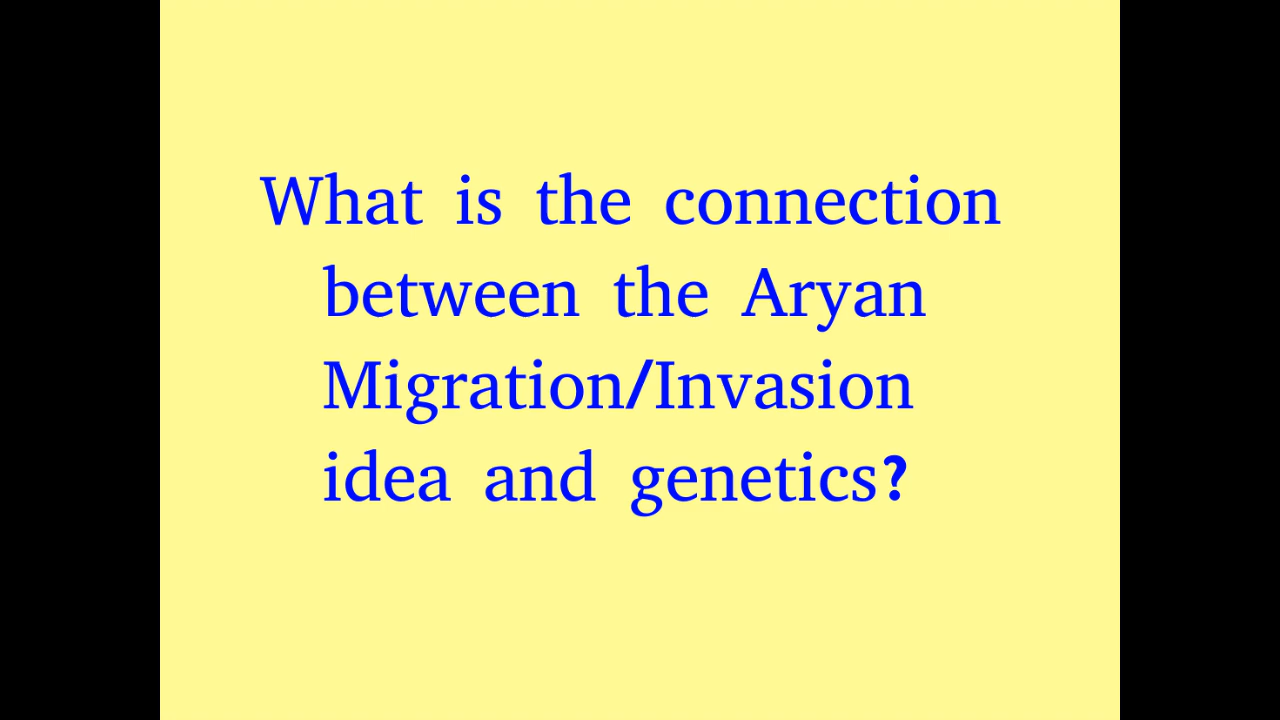 What is the connection
between the Aryan
Migration/Invasion
idea and genetics?